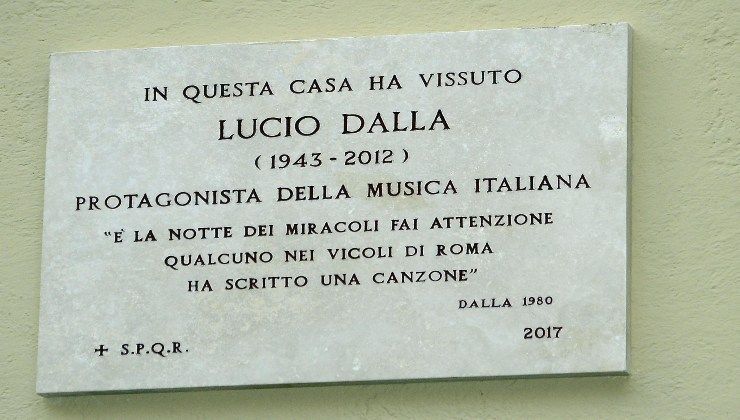 IN QUESTA CASA HA VISSUTO
LUCIO DALLA
(1943 - 2012)
PROTAGONISTA DELLA MUSICA ITALIANA
"E' LA NOTTE DEI MIRACOLI FAI ATTENZIONE
QUALCUNO NEI VICOLI DI ROMA
HA SCRITTO UNA CANZONE"
DALLA 1980
2017
+ S.P.Q.R.